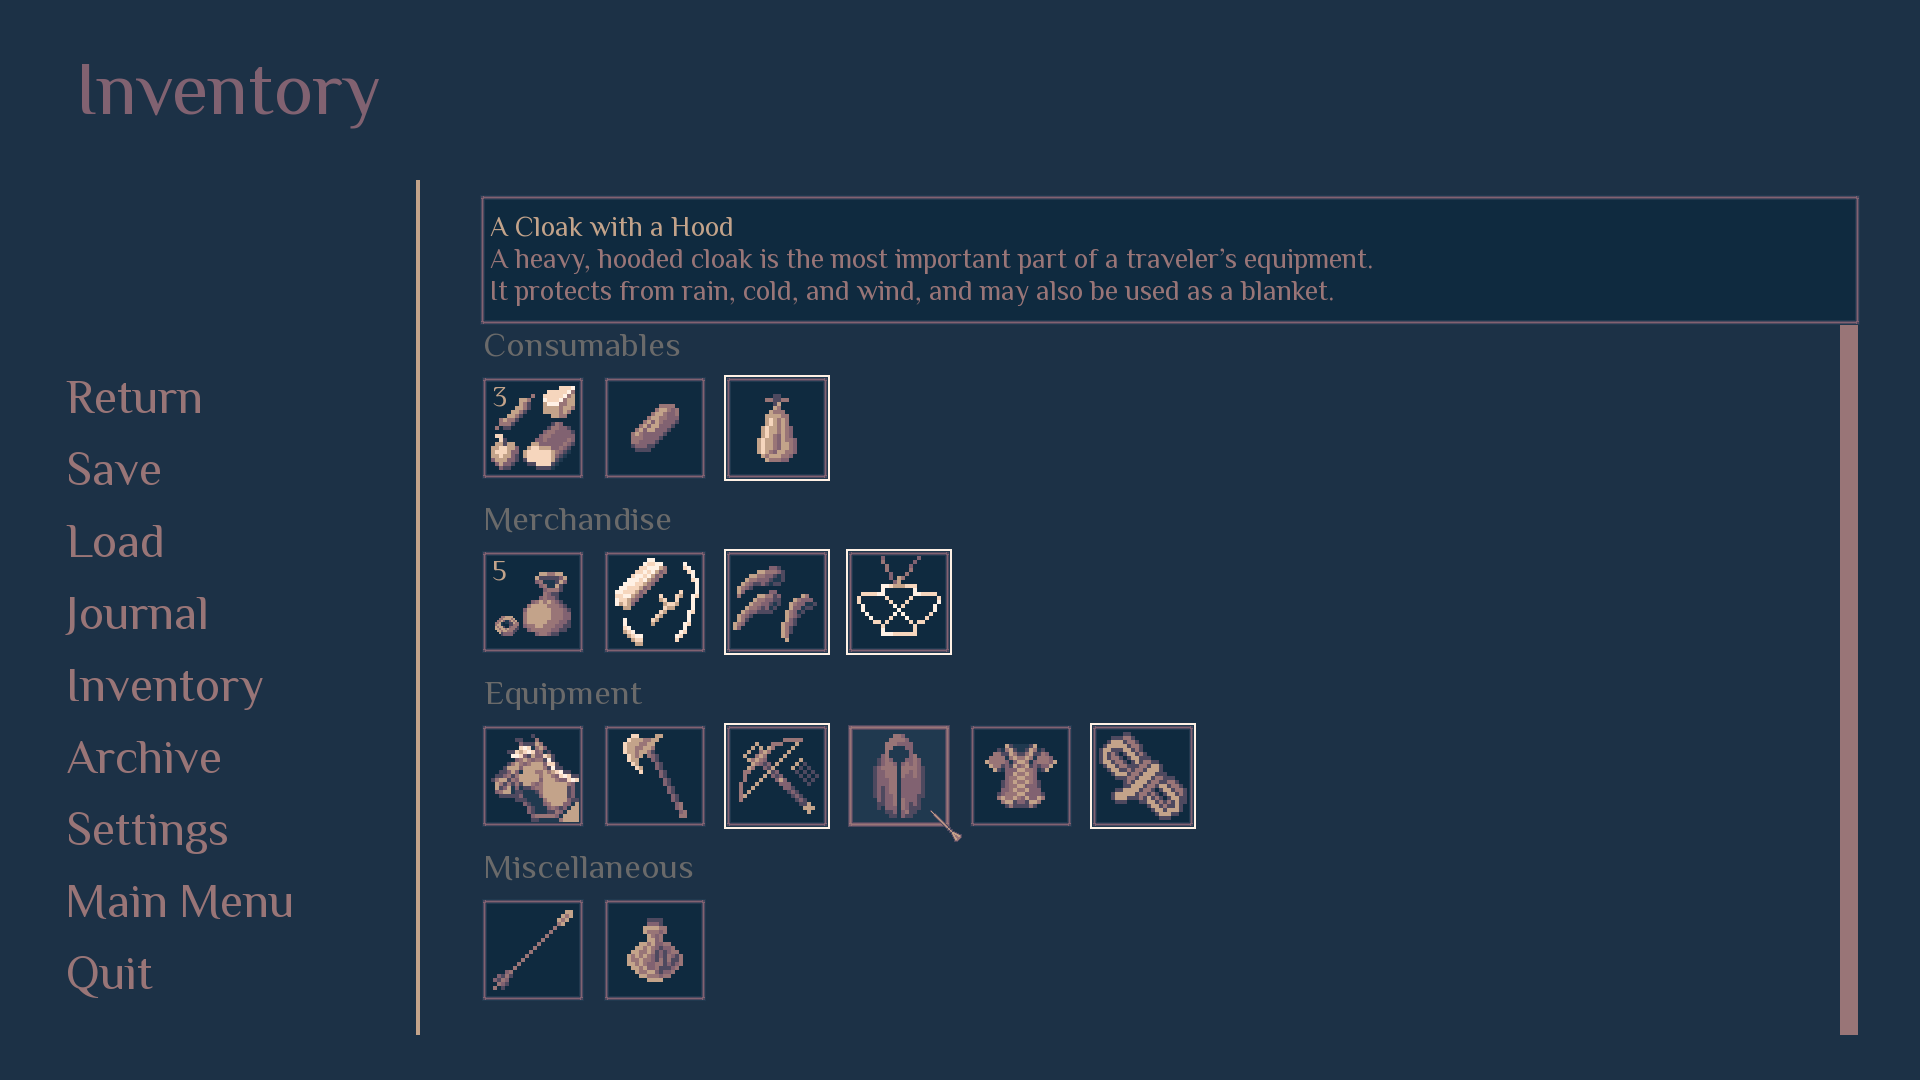 Inventory
A Cloak with a Hood
A heavy, hooded cloak is the most important part of a traveler’s equipment.
It protects from rain, cold, and wind, and may also be used as a blanket.
Return
Save
Load
Journal
Inventory
Archive
Settings
Main Menu
Quit
Consumables
3
Merchandise
5
Equipment
Miscellaneous